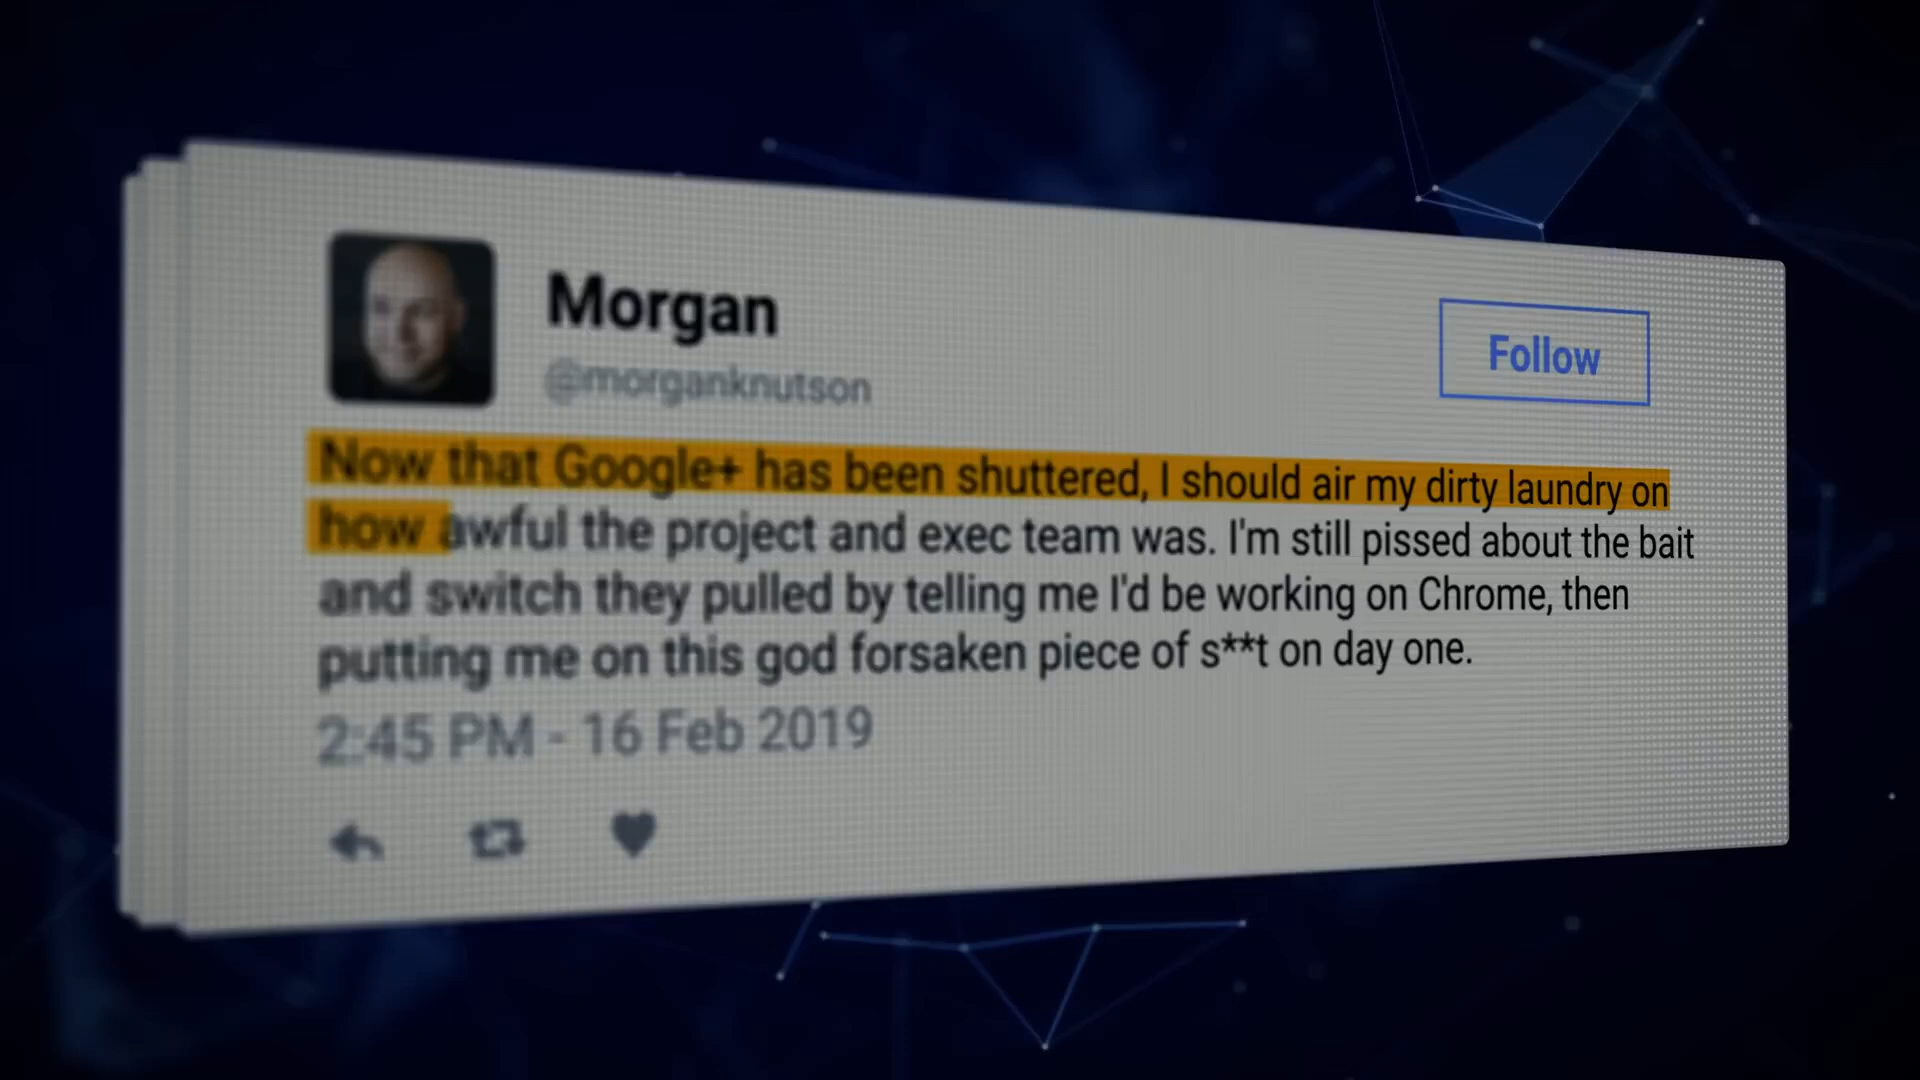 Morgan
@morganknutson
Follow
Now that Google+ has been shuttered, I should air my dirty laundry on
how awful the project and exec team was. I'm still pissed about the bait
and switch they pulled by telling me I'd be working on Chrome, then
putting me on this god forsaken piece of s**t on day one.
2:45 PM - 16 Feb 2019